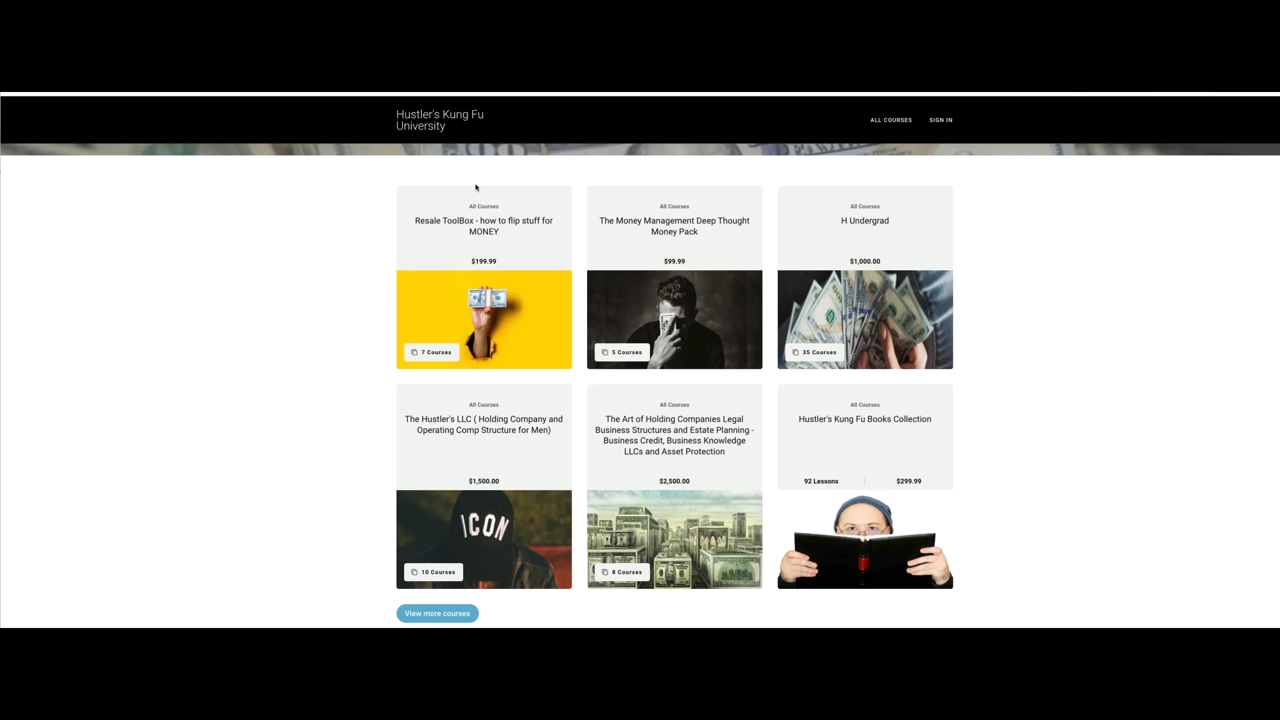 Hustler's Kung Fu
University
ALL COURSES
SIGN IN
All Courses
Resale ToolBox - how to flip stuff for
MONEY
$199.99
7 Courses
All Courses
The Money Management Deep Thought
Money Pack
$99.99
5 Courses
All Courses
H Undergrad
$1,000.00
35 Courses
All Courses
The Hustler's LLC ( Holding Company and
Operating Comp Structure for Men)
$1,500.00
ICON
10 Courses
All Courses
The Art of Holding Companies Legal
Business Structures and Estate Planning -
Business Credit, Business Knowledge
LLCs and Asset Protection
$2,500.00
8 Courses
All Courses
Hustler's Kung Fu Books Collection
92 Lessons
$299.99
View more courses